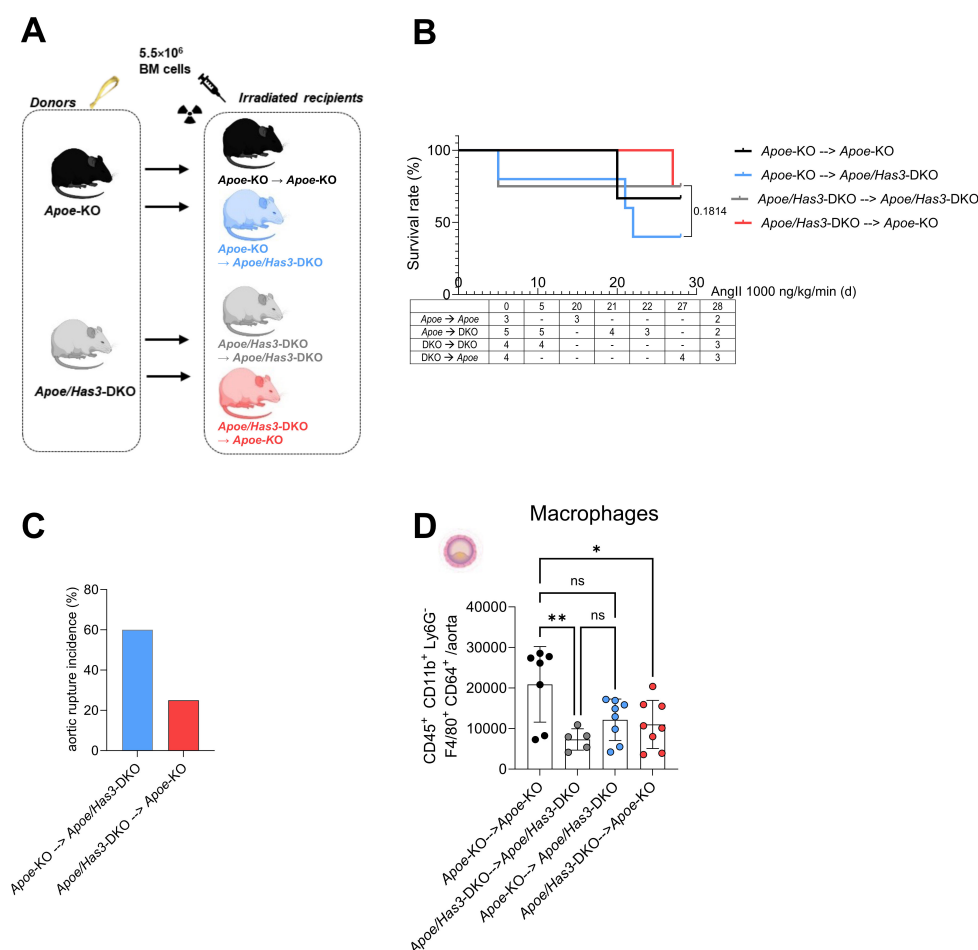 A
5.5×10⁶
BM cells
Donors
Irradiated recipients
Apoe-KO
Apoe-KO → Apoe-KO
Apoe-KO
→ Apoe/Has3-DKO
Apoe/Has3-DKO
Apoe/Has3-DKO
→ Apoe/Has3-DKO
Apoe/Has3-DKO
→ Apoe-KO
B
Survival rate (%)
100
50
0
0
10
20
30
AngII 1000 ng/kg/min (d)
0.1814
Apoe-KO --> Apoe-KO
Apoe-KO --> Apoe/Has3-DKO
Apoe/Has3-DKO --> Apoe/Has3-DKO
Apoe/Has3-DKO --> Apoe-KO
0 5 20 21 22 27 28
Apoe → Apoe 3 - 3 - - - 2
Apoe → DKO 5 5 - 4 3 - 2
DKO → DKO 4 4 - - - - 3
DKO → Apoe 4 - - - - 4 3
C
aortic rupture incidence (%)
80
60
40
20
0
Apoe-KO --> Apoe/Has3-DKO
Apoe/Has3-DKO --> Apoe-KO
D
Macrophages
*
ns
** ns
CD45⁺ CD11b⁺ Ly6G⁻
F4/80⁺ CD64⁺ /aorta
40000
30000
20000
10000
0
Apoe-KO-->Apoe-KO
Apoe/Has3-DKO-->Apoe/Has3-DKO
Apoe-KO--> Apoe/Has3-DKO
Apoe/Has3-DKO-->Apoe-KO